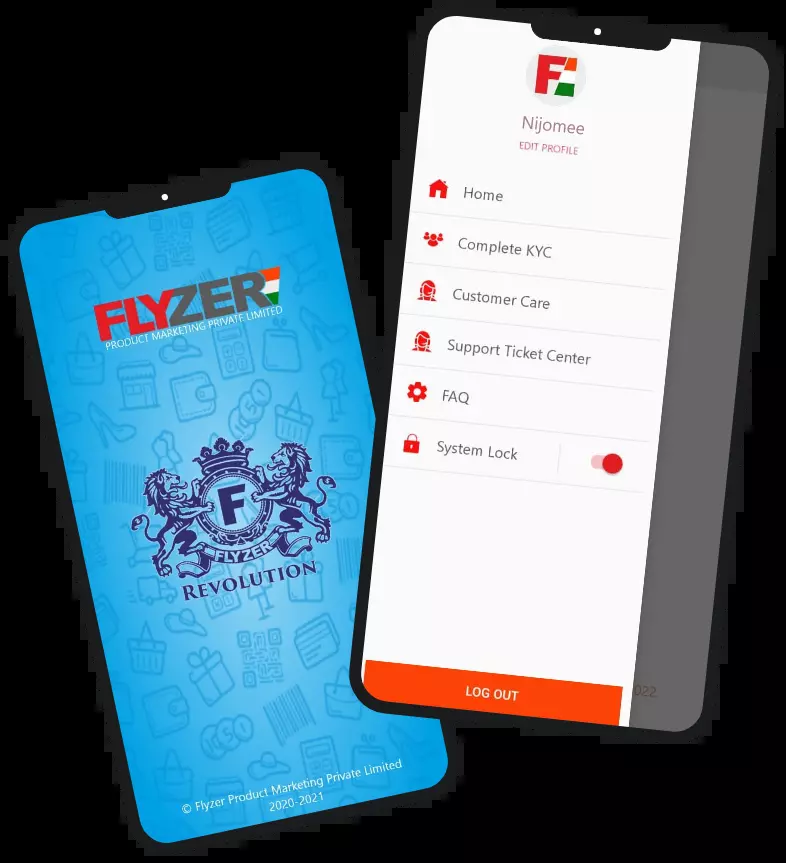 FLYZER
PRODUCT MARKETING PRIVATE LIMITED
F
FLYZER
REVOLUTION
© Flyzer Product Marketing Private Limited
2020-2021
F
Nijomee
EDIT PROFILE
Home
Complete KYC
Customer Care
Support Ticket Center
FAQ
System Lock
LOG OUT
022